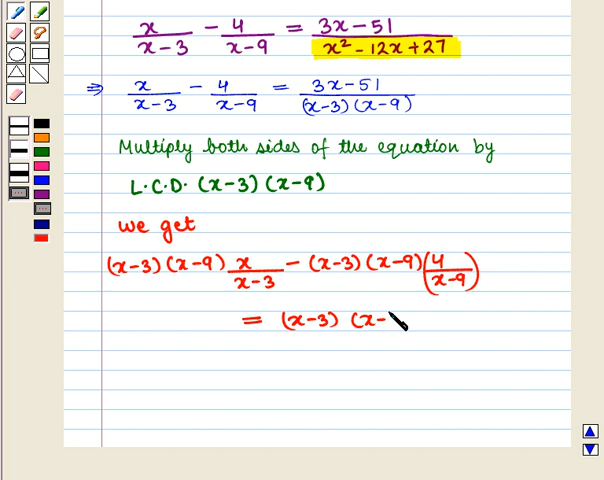 x/(x-3) - 4/(x-9) = (3x-51)/(x² - 12x + 27)
⇒ x/(x-3) - 4/(x-9) = (3x-51)/((x-3)(x-9))
Multiply both sides of the equation by
L.C.D. (x-3) (x-9)
we get
(x-3) (x-9) x/(x-3) - (x-3) (x-9) (4/(x-9))
= (x-3) (x-